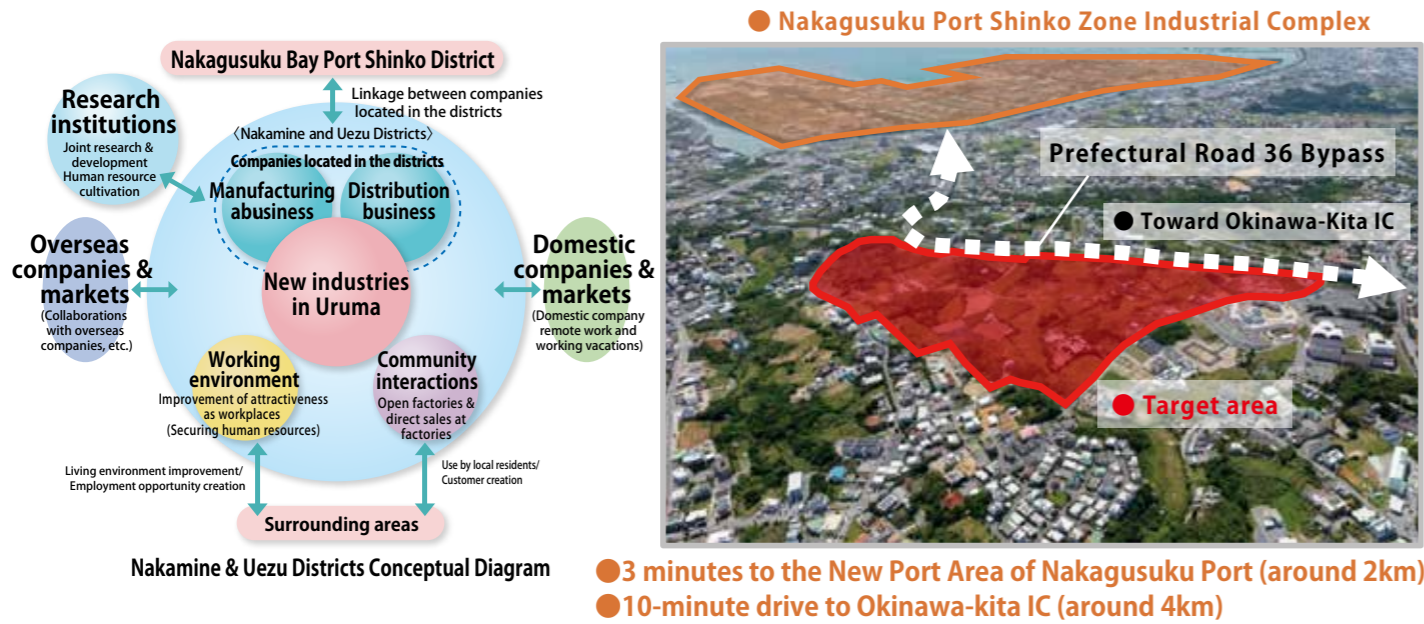 Nakagusuku Bay Port Shinko District
Linkage between companies
located in the districts
Research
institutions
Joint research &
development
Human resource
cultivation
〈Nakamine and Uezu Districts〉
Companies located in the districts
Manufacturing
abusiness
Distribution
business
New industries
in Uruma
Overseas
companies &
markets
(Collaborations
with overseas
companies, etc.)
Domestic
companies &
markets
(Domestic company
remote work and
working vacations)
Working
environment
Improvement of attractiveness
as workplaces
(Securing human resources)
Community
interactions
Open factories &
direct sales at
factories
Living environment improvement/
Employment opportunity creation
Use by local residents/
Customer creation
Surrounding areas
Nakamine & Uezu Districts Conceptual Diagram
● Nakagusuku Port Shinko Zone Industrial Complex
Prefectural Road 36 Bypass
● Toward Okinawa-Kita IC
● Target area
●3 minutes to the New Port Area of Nakagusuku Port (around 2km)
●10-minute drive to Okinawa-kita IC (around 4km)